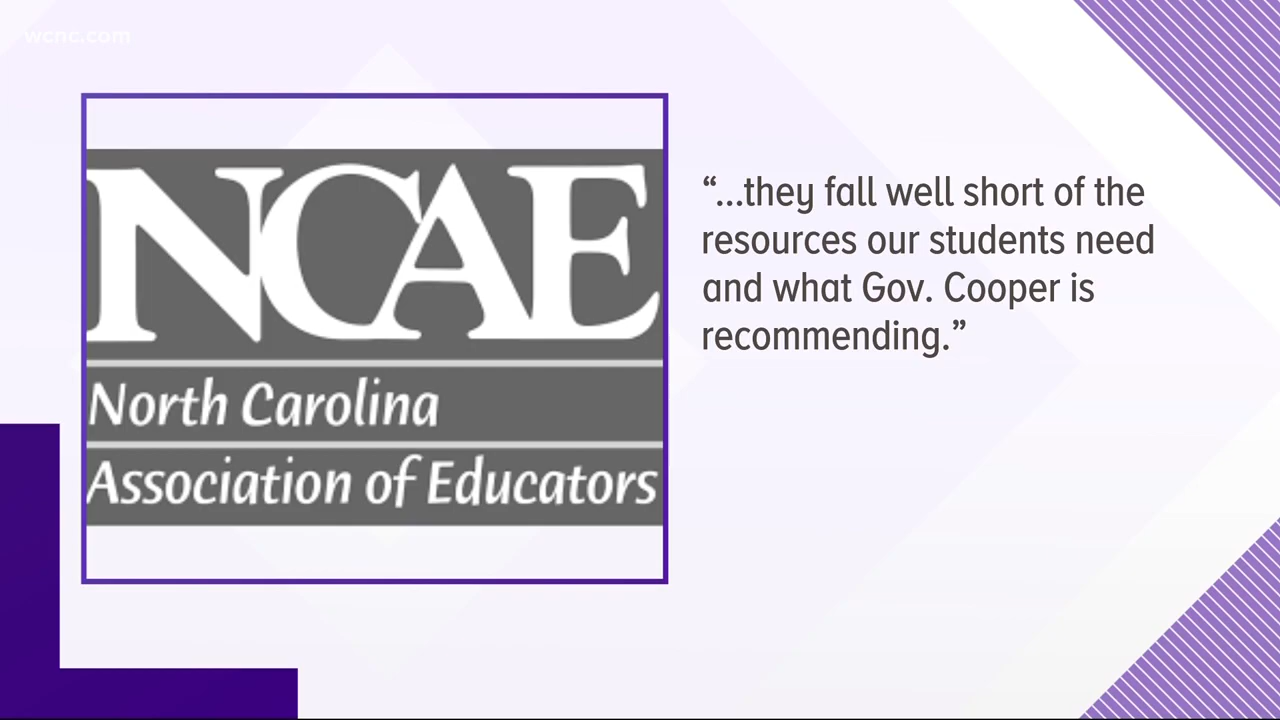 wcnc.com
NCAE
North Carolina
Association of Educators
“...they fall well short of the
resources our students need
and what Gov. Cooper is
recommending.”